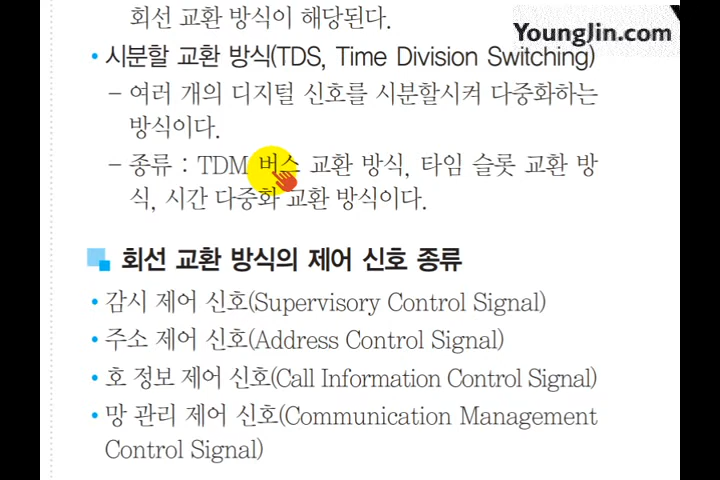 회선 교환 방식이 해당된다.
YoungJin.com
• 시분할 교환 방식(TDS, Time Division Switching)
– 여러 개의 디지털 신호를 시분할시켜 다중화하는
방식이다.
– 종류 : TDM 버스 교환 방식, 타임 슬롯 교환 방
식, 시간 다중화 교환 방식이다.
회선 교환 방식의 제어 신호 종류
• 감시 제어 신호(Supervisory Control Signal)
• 주소 제어 신호(Address Control Signal)
• 호 정보 제어 신호(Call Information Control Signal)
• 망 관리 제어 신호(Communication Management
Control Signal)